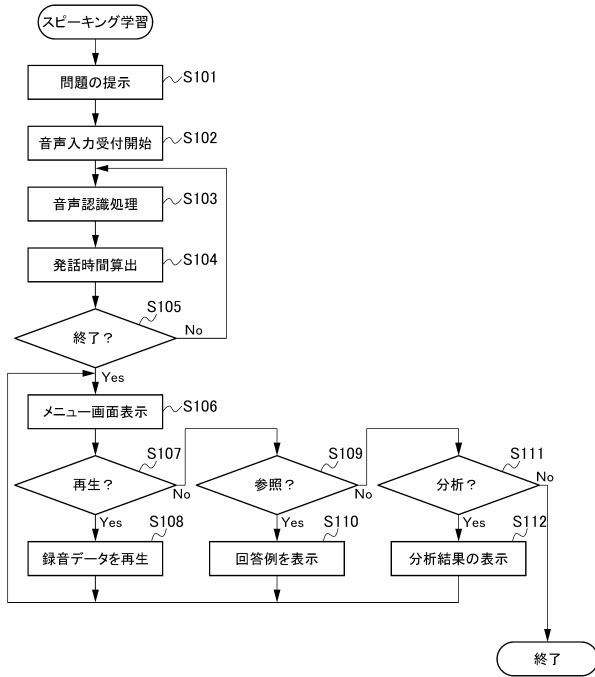 スピーキング学習
問題の提示
S101
音声入力受付開始
S102
音声認識処理
S103
発話時間算出
S104
終了？
S105
No
Yes
メニュー画面表示
S106
再生？
S107
No
Yes
参照？
S109
No
Yes
分析？
S111
No
Yes
録音データを再生
S108
回答例を表示
S110
分析結果の表示
S112
終了